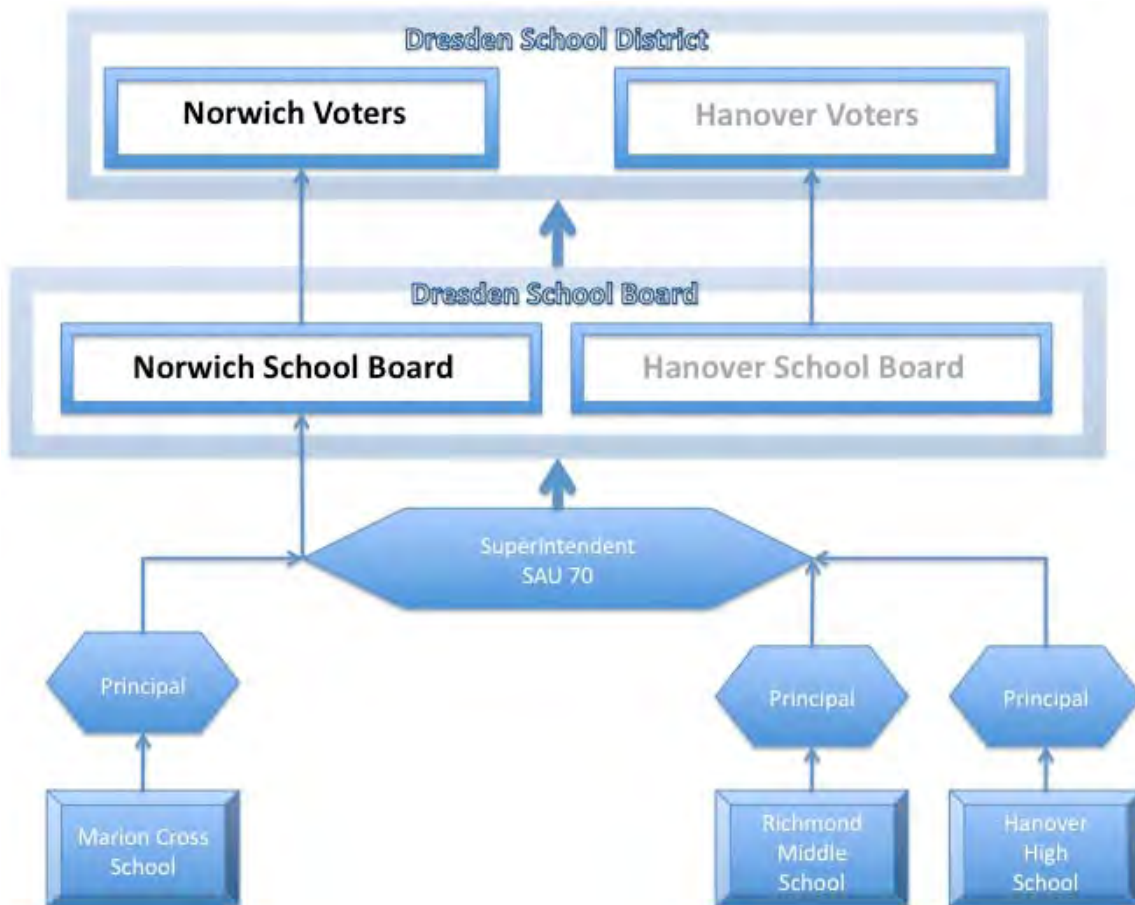 Dresden School District
Norwich Voters
Hanover Voters
Dresden School Board
Norwich School Board
Hanover School Board
Superintendent
SAU 70
Principal
Principal
Principal
Marion Cross
School
Richmond
Middle
School
Hanover
High
School